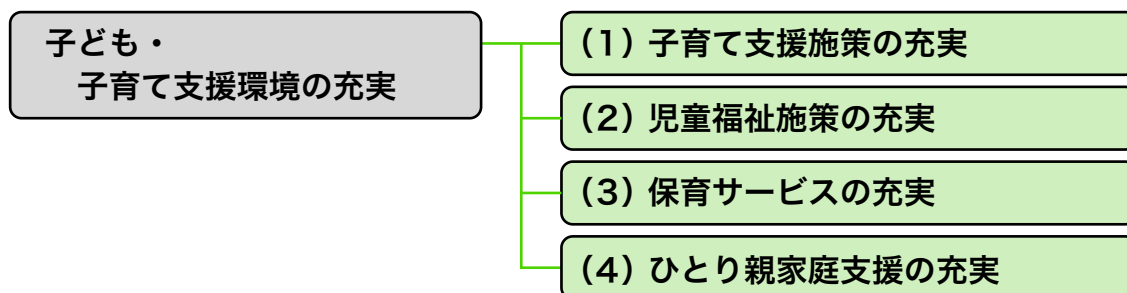 子ども・
子育て支援環境の充実
（1）子育て支援施策の充実
（2）児童福祉施策の充実
（3）保育サービスの充実
（4）ひとり親家庭支援の充実